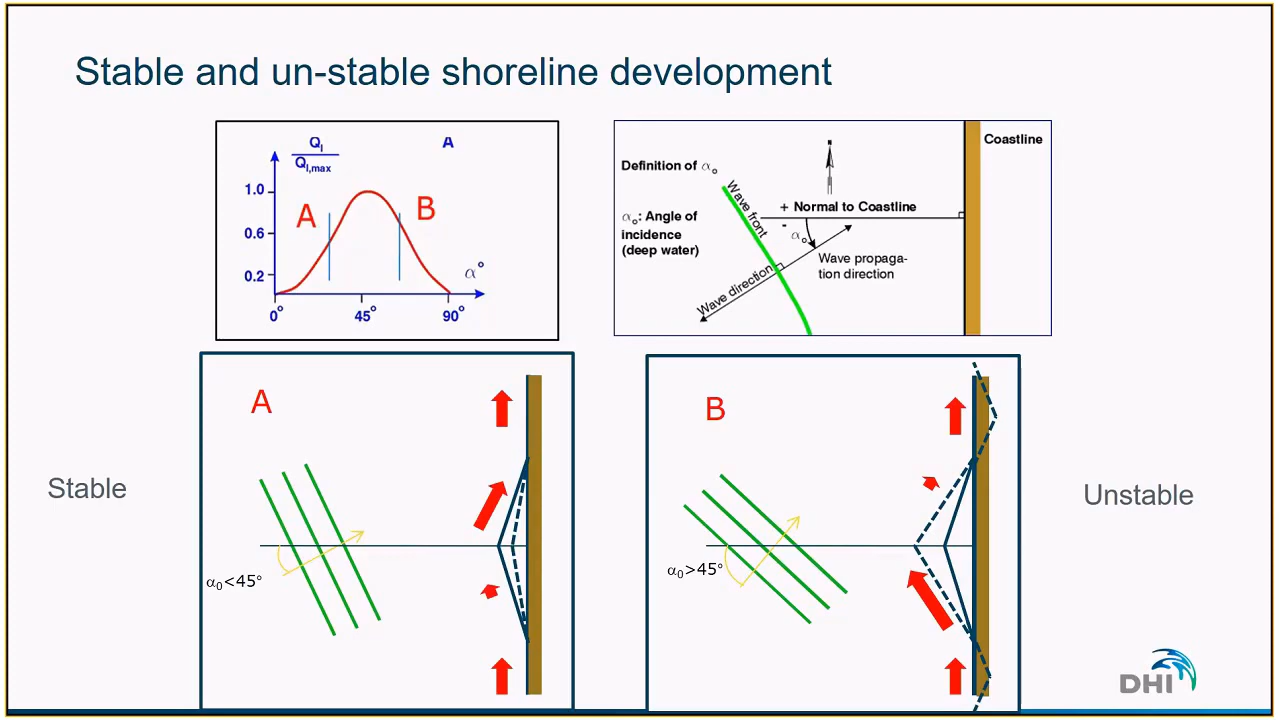 Stable and un-stable shoreline development
Ql
Ql,max
A
1.0
0.6
0.2
A
B
α°
0°
45°
90°
Definition of α₀
α₀: Angle of
incidence
(deep water)
Wave front
+ Normal to Coastline
-
α₀
Wave direction
Wave propaga-
tion direction
Coastline
A
α₀<45°
Stable
B
α₀>45°
Unstable
DHI